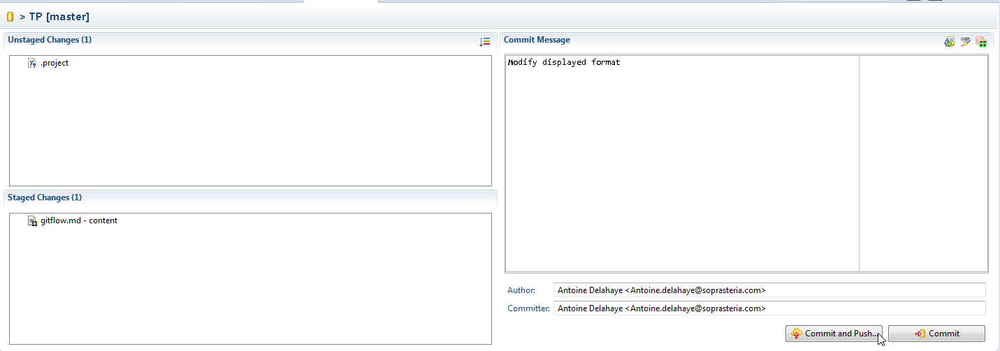 > TP [master]
Unstaged Changes (1)
.project
Staged Changes (1)
gitflow.md - content
Commit Message
Modify displayed format
Author: Antoine Delahaye <Antoine.delahaye@soprasteria.com>
Committer: Antoine Delahaye <Antoine.delahaye@soprasteria.com>
Commit and Push... Commit